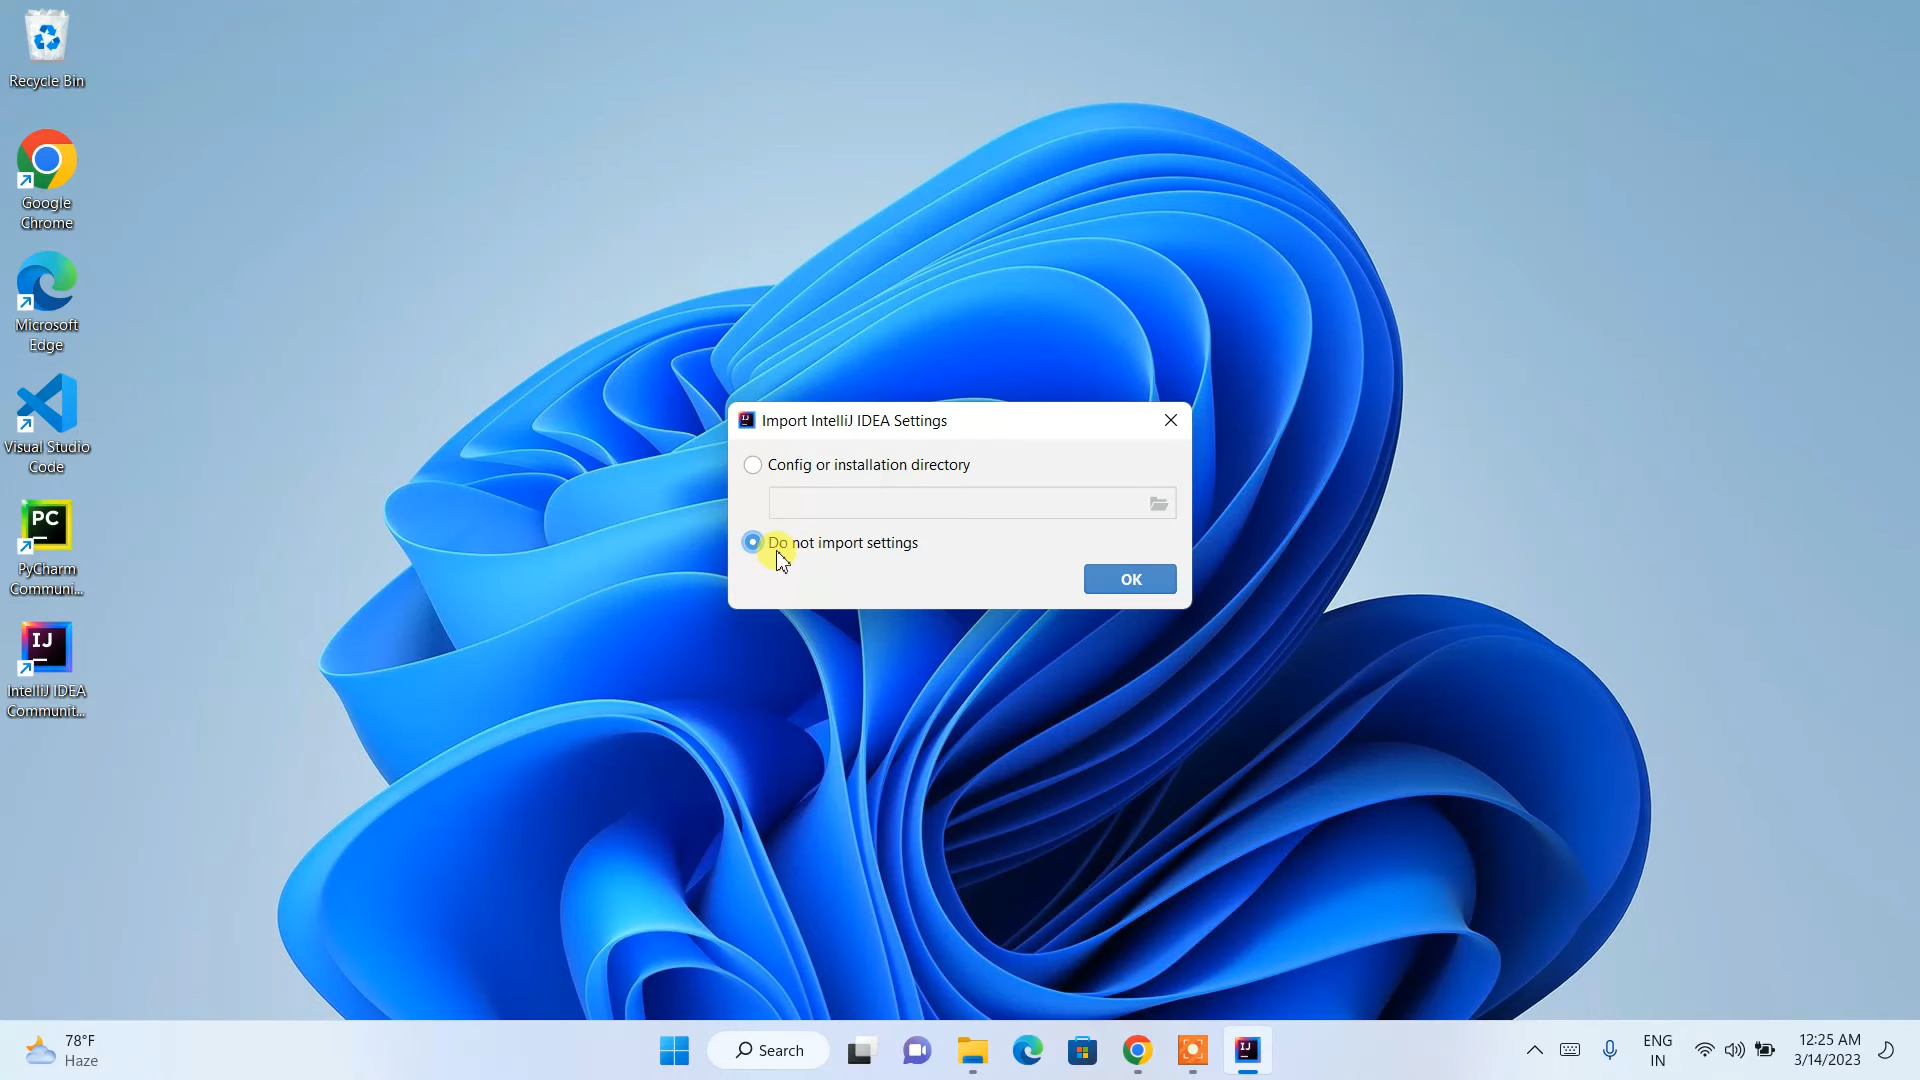 Recycle Bin
Google
Chrome
Microsoft
Edge
Visual Studio
Code
PC
PyCharm
Communi...
IJ
IntelliJ IDEA
Communit...
IJ
Import IntelliJ IDEA Settings
Config or installation directory
Do not import settings
OK
78°F
Haze
Search
IJ
ENG
IN
12:25 AM
3/14/2023